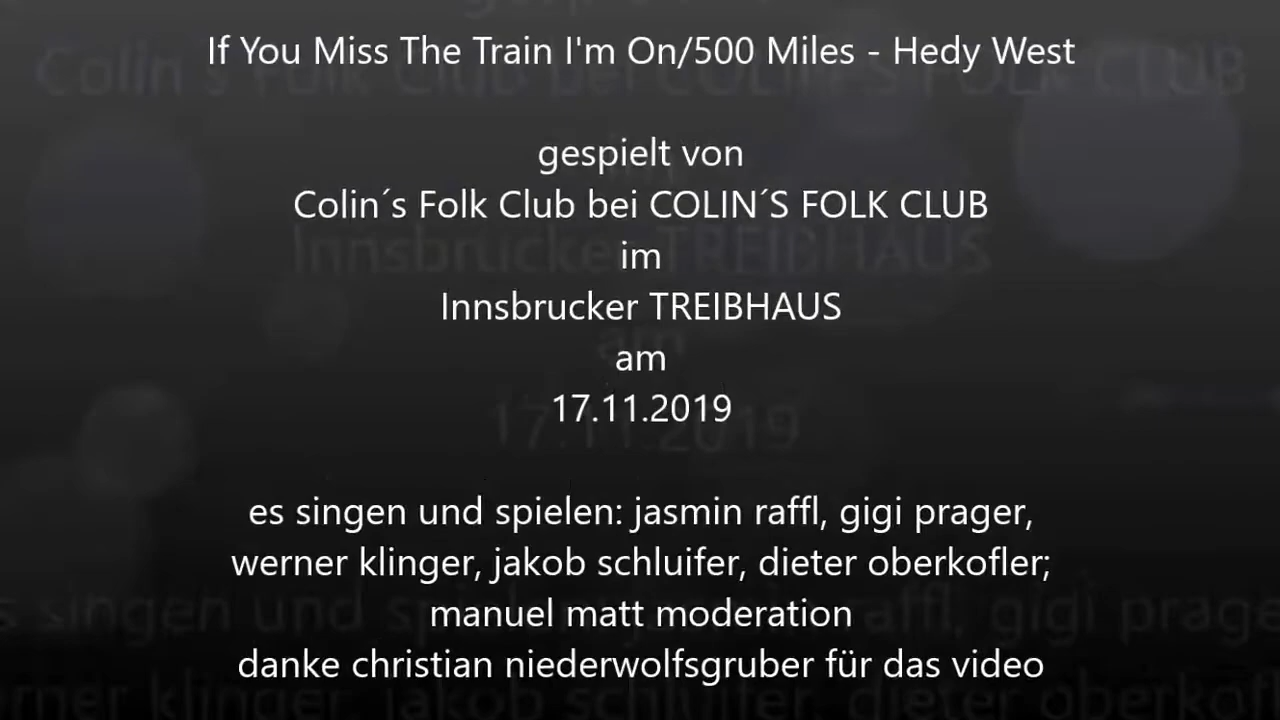 If You Miss The Train I'm On/500 Miles - Hedy West
gespielt von
Colin´s Folk Club bei COLIN´S FOLK CLUB
im
Innsbrucker TREIBHAUS
am
17.11.2019
es singen und spielen: jasmin raffl, gigi prager,
werner klinger, jakob schluifer, dieter oberkofler;
manuel matt moderation
danke christian niederwolfsgruber für das video